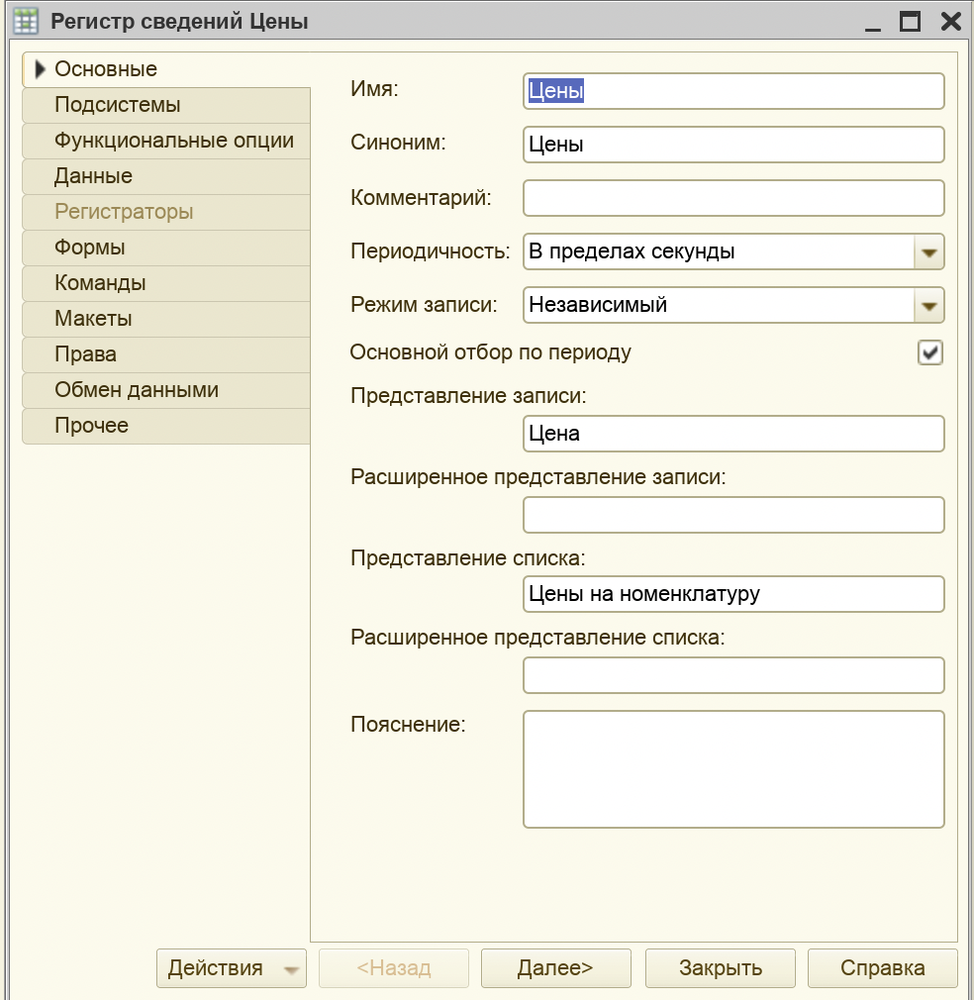 Регистр сведений Цены
Основные
Подсистемы
Функциональные опции
Данные
Регистраторы
Формы
Команды
Макеты
Права
Обмен данными
Прочее
Имя: Цены
Синоним: Цены
Комментарий:
Периодичность: В пределах секунды
Режим записи: Независимый
Основной отбор по периоду
Представление записи:
Цена
Расширенное представление записи:
Представление списка:
Цены на номенклатуру
Расширенное представление списка:
Пояснение:
Действия <Назад Далее> Закрыть Справка